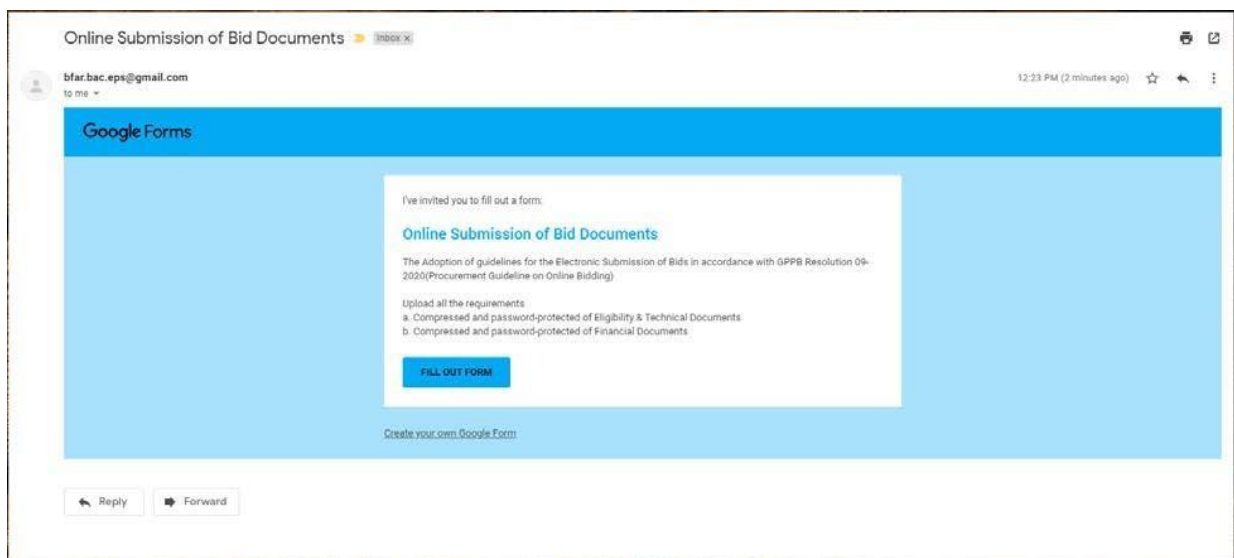 Online Submission of Bid Documents Inbox x
bfar.bac.eps@gmail.com 12:23 PM (2 minutes ago)
to me
Google Forms
I've invited you to fill out a form:
Online Submission of Bid Documents
The Adoption of guidelines for the Electronic Submission of Bids in accordance with GPPB Resolution 09-
2020(Procurement Guideline on Online Bidding)
Upload all the requirements
a. Compressed and password-protected of Eligibility & Technical Documents
b. Compressed and password-protected of Financial Documents
FILL OUT FORM
Create your own Google Form
Reply Forward